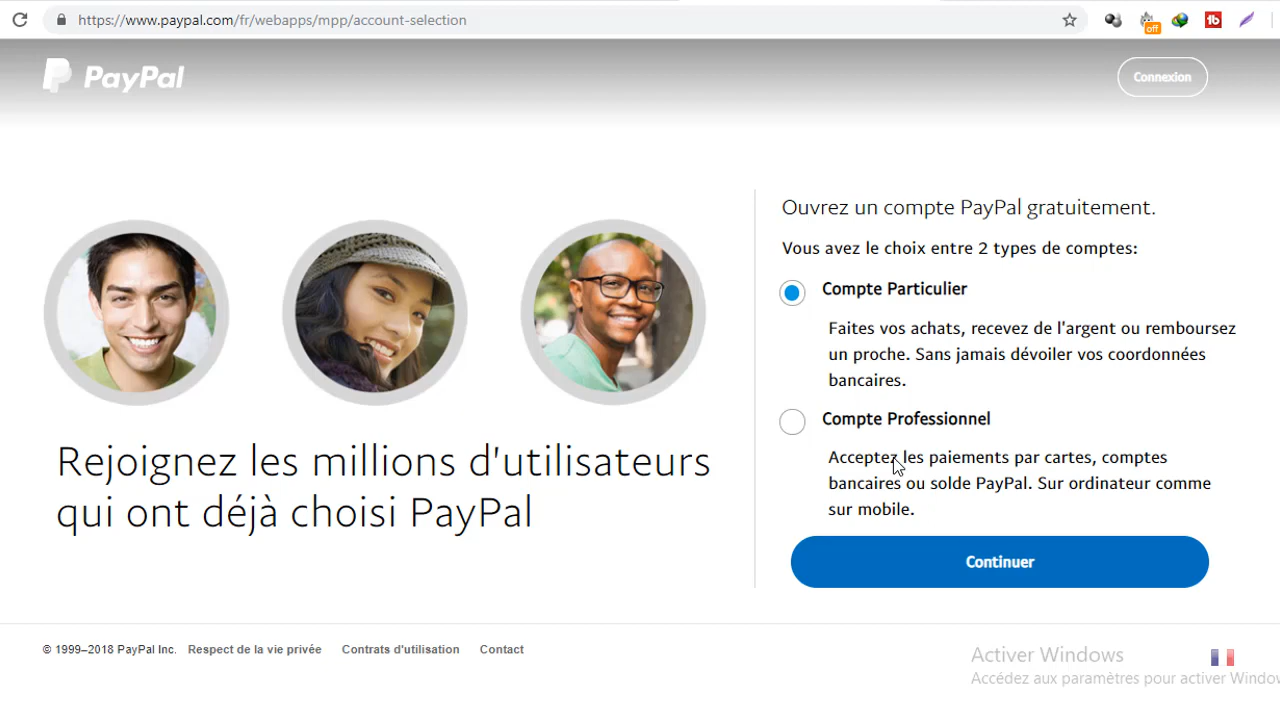 https://www.paypal.com/fr/webapps/mpp/account-selection
off
PayPal
Connexion
Ouvrez un compte PayPal gratuitement.
Vous avez le choix entre 2 types de comptes:
Compte Particulier
Faites vos achats, recevez de l'argent ou remboursez
un proche. Sans jamais dévoiler vos coordonnées
bancaires.
Compte Professionnel
Acceptez les paiements par cartes, comptes
bancaires ou solde PayPal. Sur ordinateur comme
sur mobile.
Continuer
Rejoignez les millions d'utilisateurs
qui ont déjà choisi PayPal
© 1999–2018 PayPal Inc. Respect de la vie privée Contrats d'utilisation Contact
Activer Windows
Accédez aux paramètres pour activer Windo